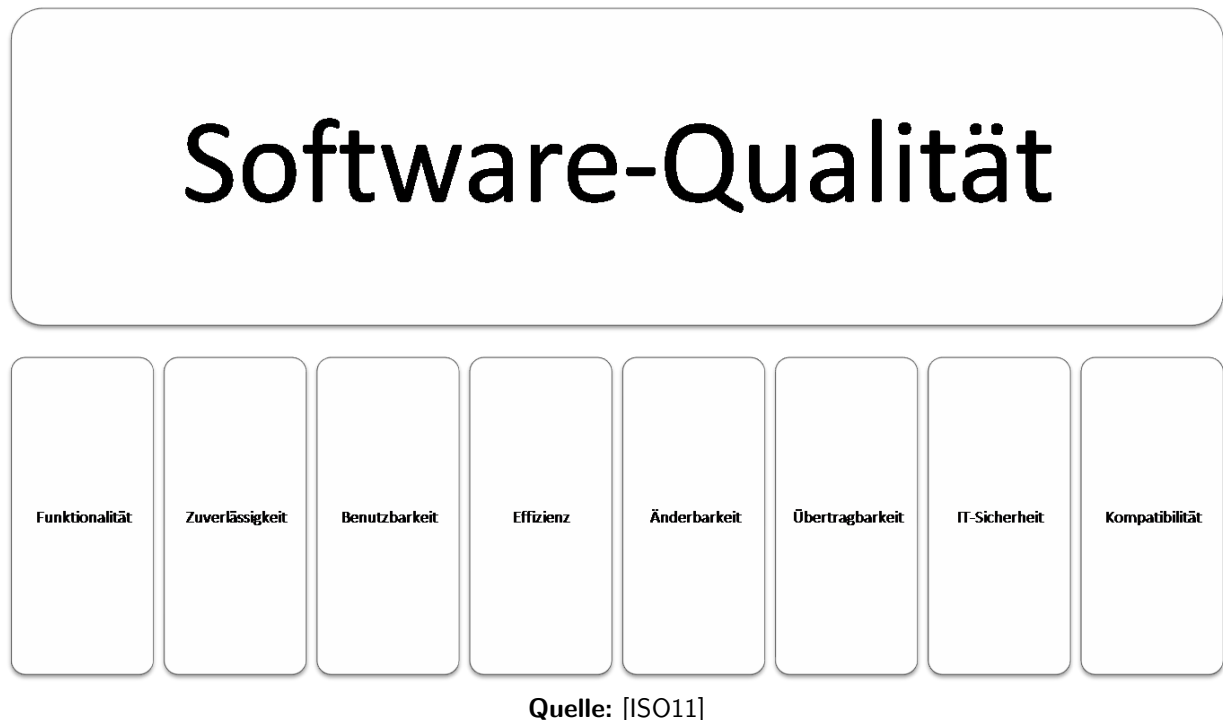 Software-Qualität
Funktionalität
Zuverlässigkeit
Benutzbarkeit
Effizienz
Änderbarkeit
Übertragbarkeit
IT-Sicherheit
Kompatibilität
Quelle: [ISO11]